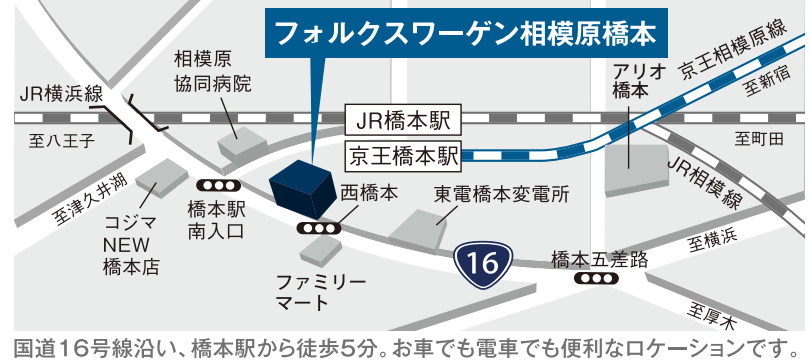 フォルクスワーゲン相模原橋本
相模原
協同病院
JR横浜線
アリオ
橋本
京王相模原線
至新宿
JR橋本駅
至八王子
京王橋本駅
至町田
JR相模線
至津久井湖
コジマ
NEW
橋本店
橋本駅
南入口
西橋本
東電橋本変電所
ファミリー
マート
16
橋本五差路
至横浜
至厚木
国道16号線沿い、橋本駅から徒歩5分。お車でも電車でも便利なロケーションです。